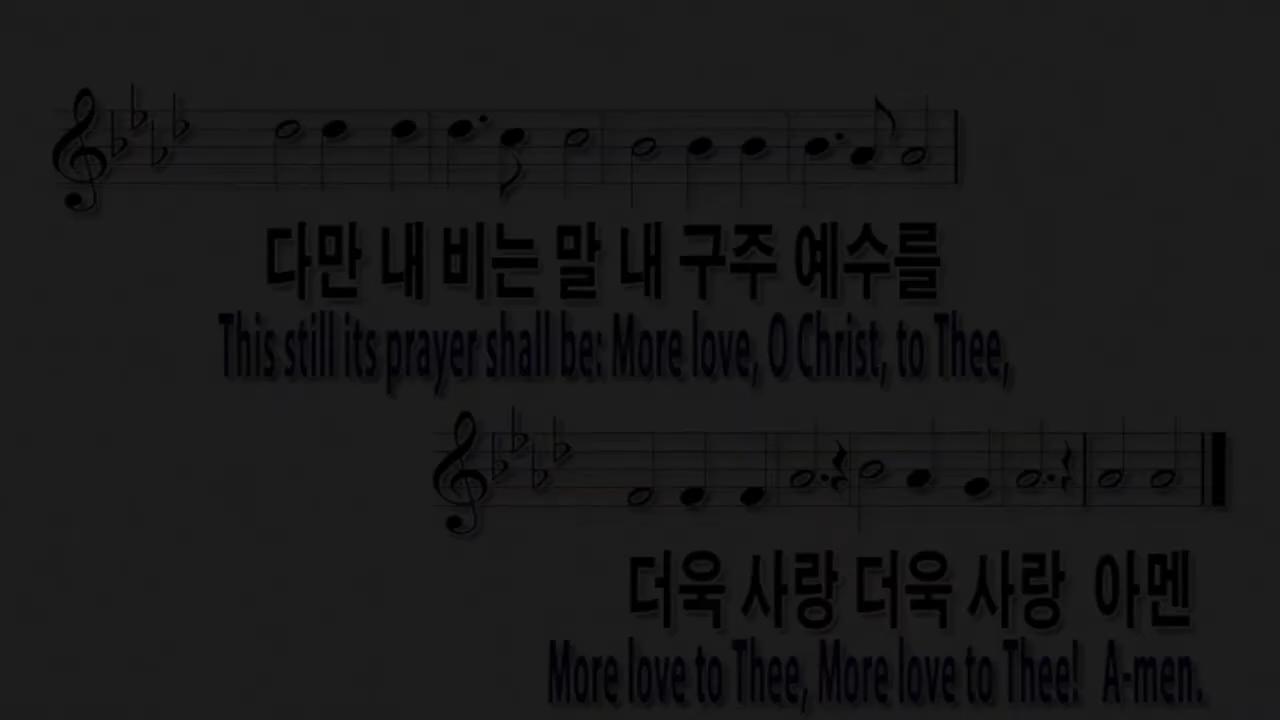 다만 내 비는 말 내 구주 예수를
This still its prayer shall be: More love, O Christ, to Thee,
더욱 사랑 더욱 사랑 아멘
More love to Thee, More love to Thee! A-men.